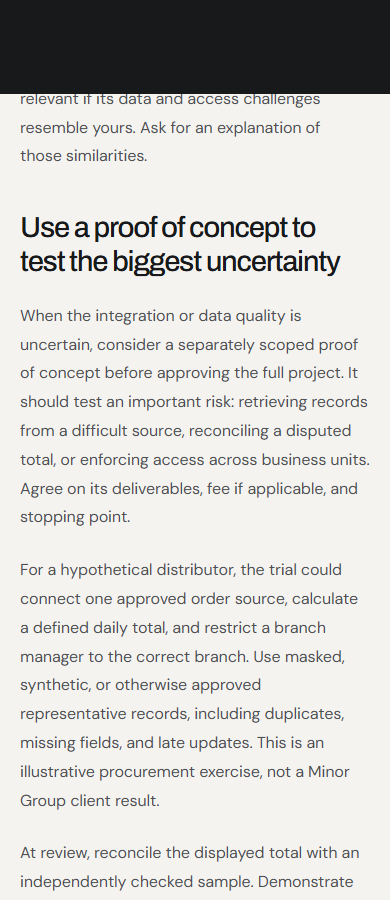 relevant if its data and access challenges
resemble yours. Ask for an explanation of
those similarities.
Use a proof of concept to
test the biggest uncertainty
When the integration or data quality is
uncertain, consider a separately scoped proof
of concept before approving the full project. It
should test an important risk: retrieving records
from a difficult source, reconciling a disputed
total, or enforcing access across business units.
Agree on its deliverables, fee if applicable, and
stopping point.
For a hypothetical distributor, the trial could
connect one approved order source, calculate
a defined daily total, and restrict a branch
manager to the correct branch. Use masked,
synthetic, or otherwise approved
representative records, including duplicates,
missing fields, and late updates. This is an
illustrative procurement exercise, not a Minor
Group client result.
At review, reconcile the displayed total with an
independently checked sample. Demonstrate